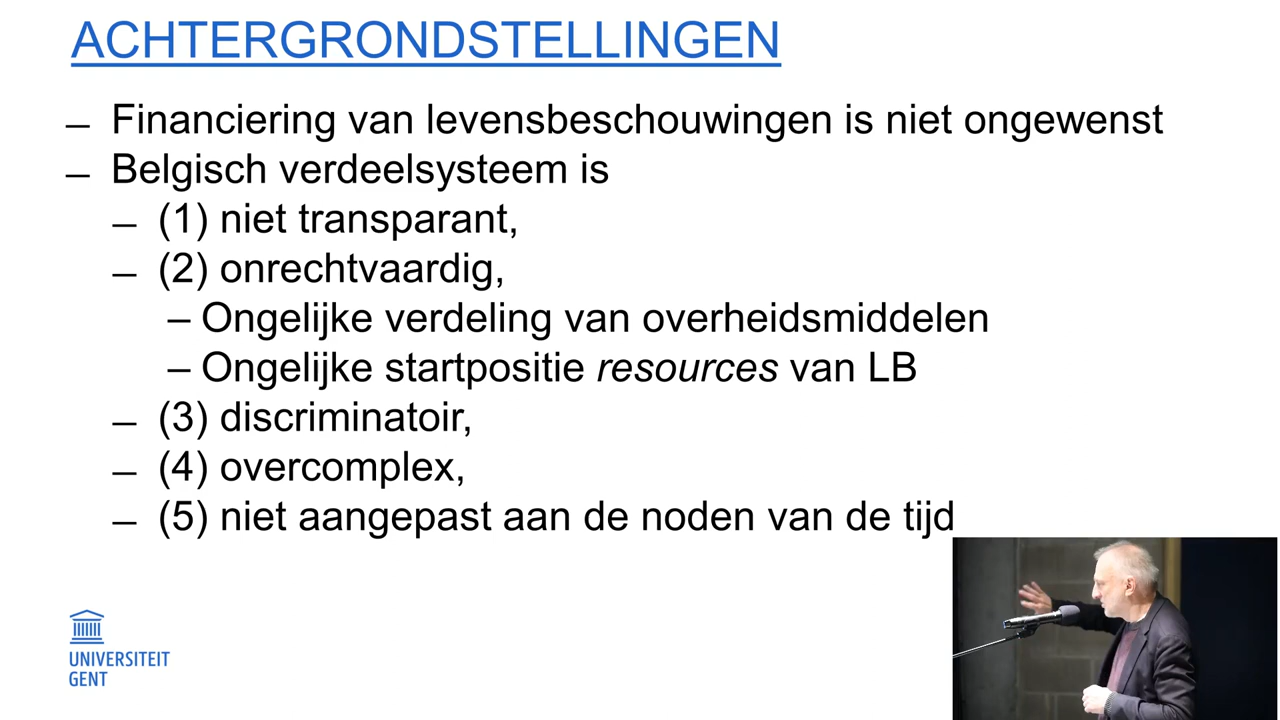 ACHTERGRONDSTELLINGEN
— Financiering van levensbeschouwingen is niet ongewenst
— Belgisch verdeelsysteem is
— (1) niet transparant,
— (2) onrechtvaardig,
– Ongelijke verdeling van overheidsmiddelen
– Ongelijke startpositie resources van LB
— (3) discriminatoir,
— (4) overcomplex,
— (5) niet aangepast aan de noden van de tijd
UNIVERSITEIT
GENT